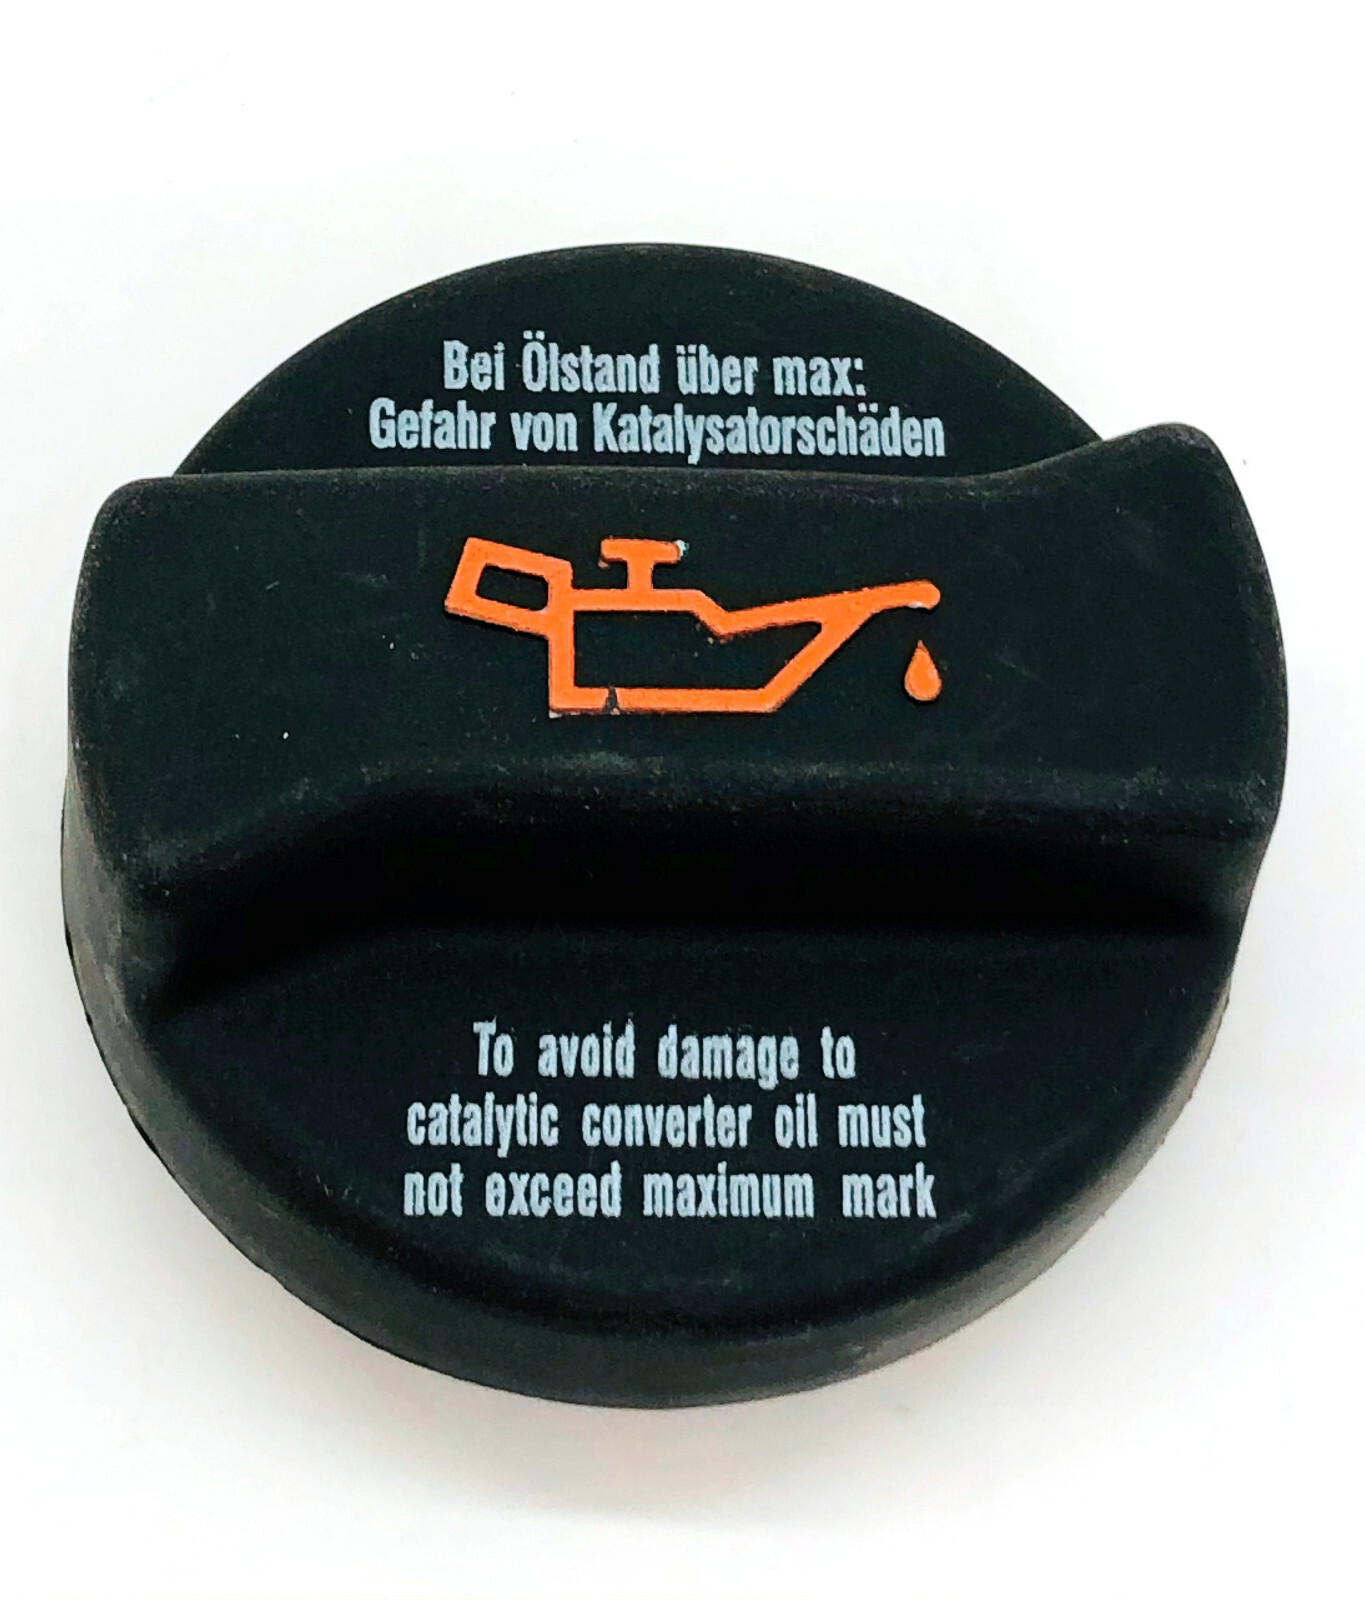 Bei Ölstand über max:
Gefahr von Katalysatorschäden
To avoid damage to
catalytic converter oil must
not exceed maximum mark